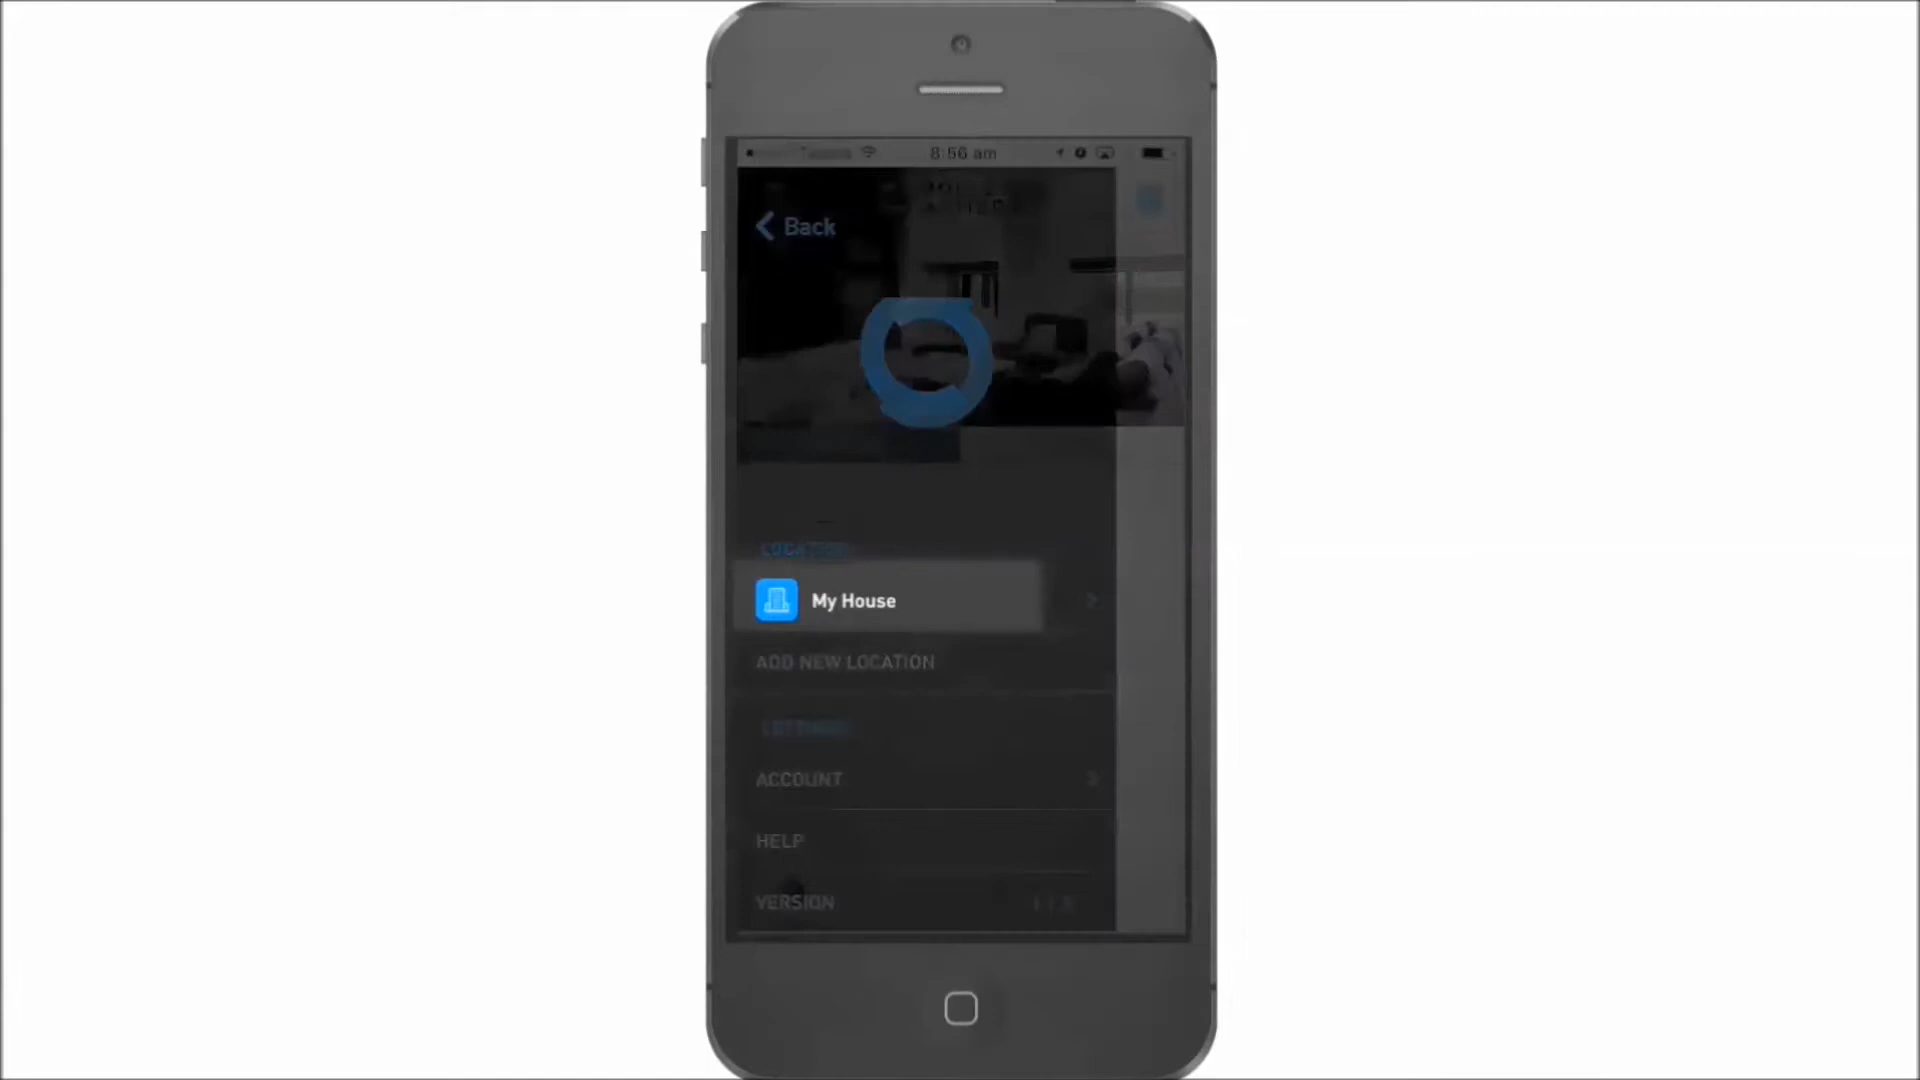 8:56 am
Back
My House
ADD NEW LOCATION
ACCOUNT
HELP
VERSION